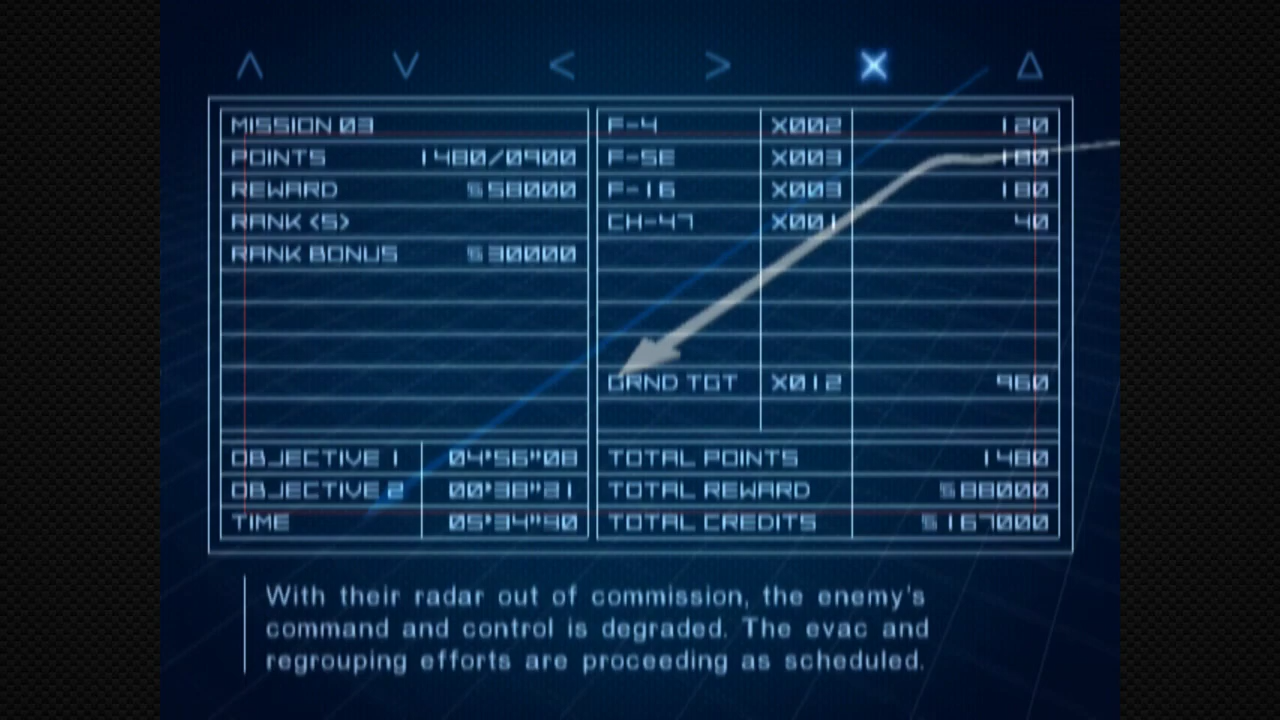 MISSION 03
POINTS 1480/0900
REWARD $58000
RANK <S>
RANK BONUS $30000
OBJECTIVE 1 04'56"08
OBJECTIVE 2 00'38"21
TIME 05'34"90
F-4 X002 120
F-5E X003 180
F-16 X003 180
CH-47 X001 40
GRND TGT X012 960
TOTAL POINTS 1480
TOTAL REWARD $88000
TOTAL CREDITS $167000
With their radar out of commission, the enemy's
command and control is degraded. The evac and
regrouping efforts are proceeding as scheduled.